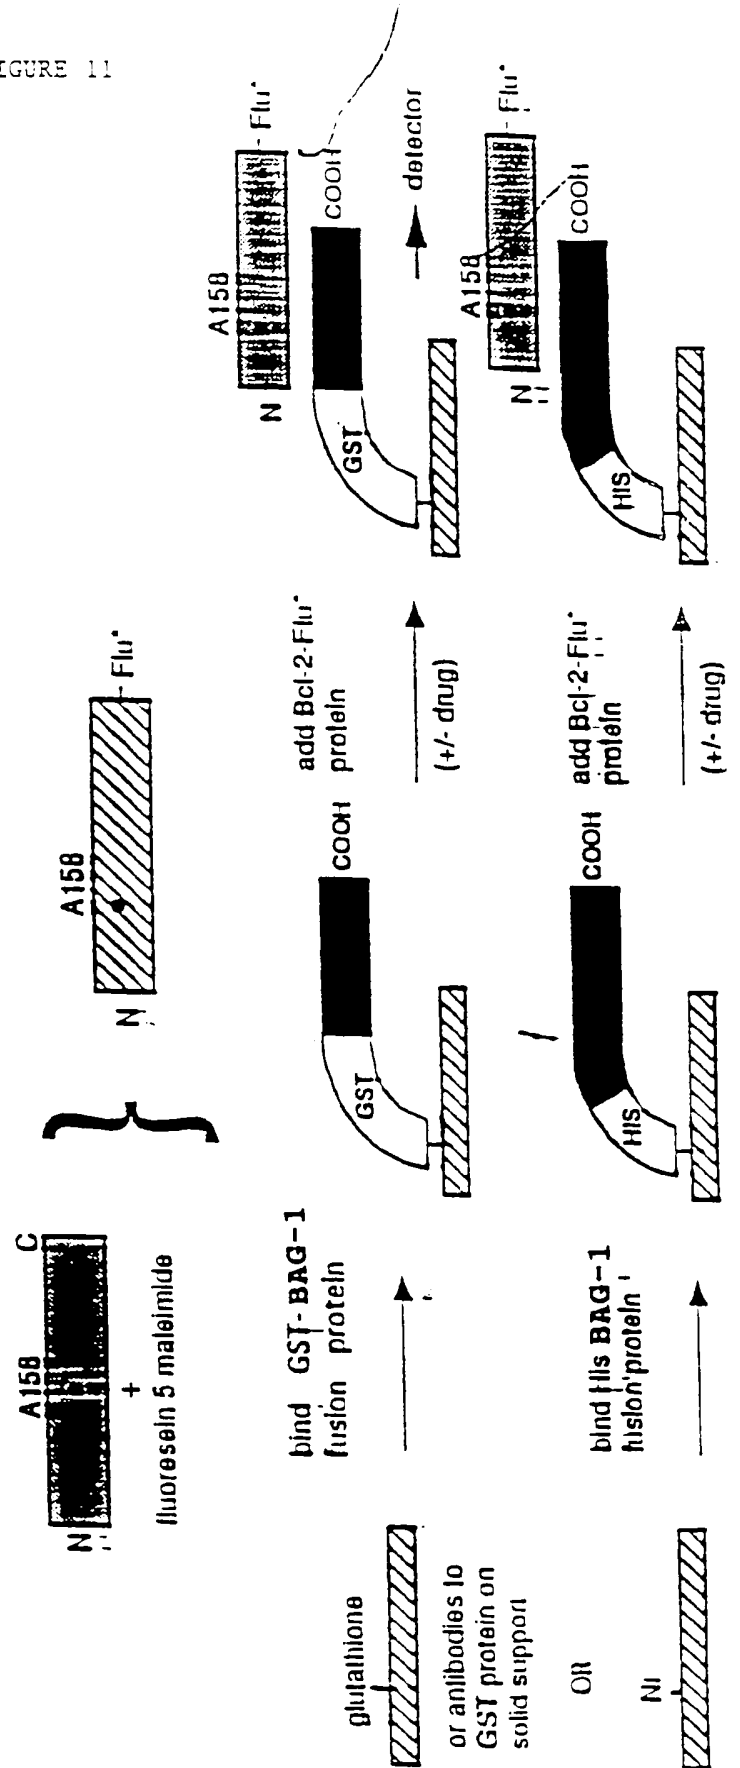 IGURE 11
A158
C
N
+
fluoresein 5 maleimide
A158
N
Flu*
glutathione
or antibodies to
GST protein on
solid support
bind GST-BAG-1
fusion protein
GST
COOH
add Bcl-2-Flu*
protein
(+/- drug)
A158
N
Flu*
GST
COOH
detector
OR
Ni
bind His BAG-1
fusion protein
HIS
COOH
add Bcl-2-Flu*
protein
(+/- drug)
A158
N
Flu*
HIS
COOH